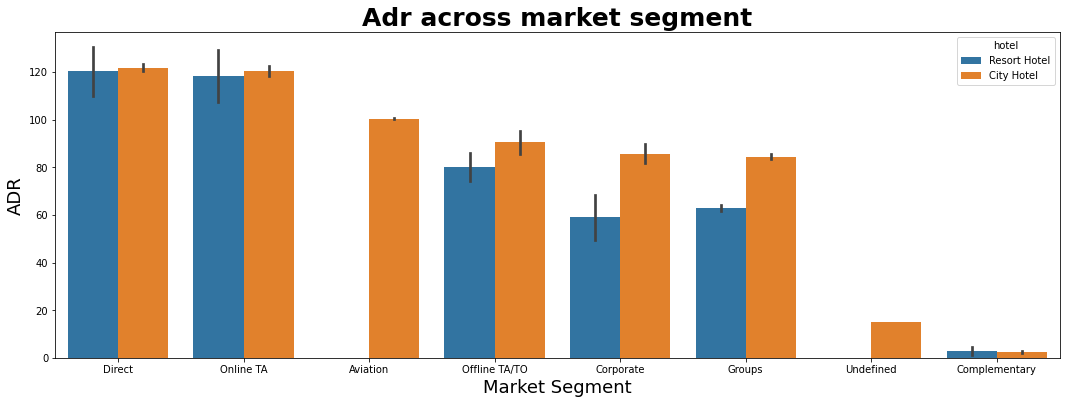 Adr across market segment
hotel
Resort Hotel
City Hotel
ADR
120
100
80
60
40
20
0
Direct Online TA Aviation Offline TA/TO Corporate Groups Undefined Complementary
Market Segment